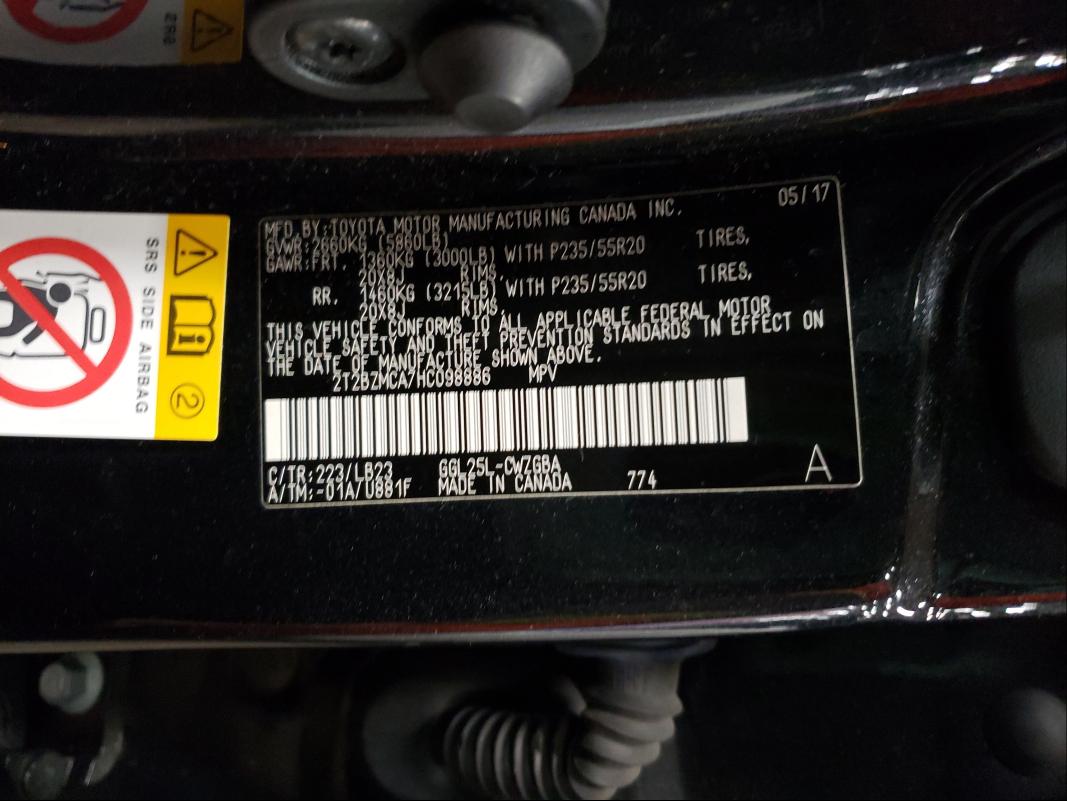 MFD.BY:TOYOTA MOTOR MANUFACTURING CANADA INC. 05/17
GVWR:2660KG (5860LB)
GAWR:FRT. 1360KG (3000LB) WITH P235/55R20 TIRES,
20X8J RIMS.
RR. 1460KG (3215LB) WITH P235/55R20 TIRES,
20X8J RIMS.
THIS VEHICLE CONFORMS TO ALL APPLICABLE FEDERAL MOTOR
VEHICLE SAFETY AND THEFT PREVENTION STANDARDS IN EFFECT ON
THE DATE OF MANUFACTURE SHOWN ABOVE.
2T2BZMCA7HC098886 MPV
C/TR:223/LB23 GGL25L-CWZGBA
A/TM:-01A/U881F MADE IN CANADA 774 A
SRS SIDE AIRBAG 2
SRS